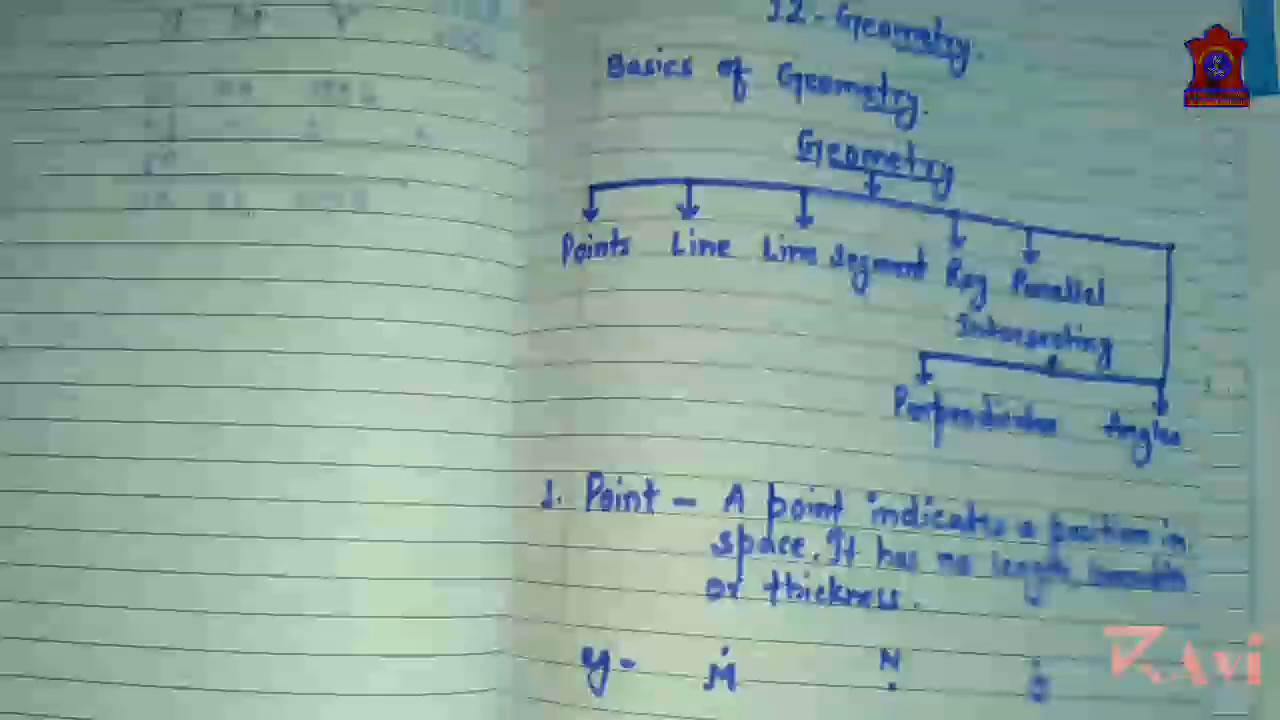 12.-Geometry.
Basics of Geometry.
Geometry
Points Line Line Segment Ray Parallel
Intersecting
Perpendicular Angles
1. Point - A point indicates a position in
space. It has no length, breadth
or thickness.
M N
RAVI